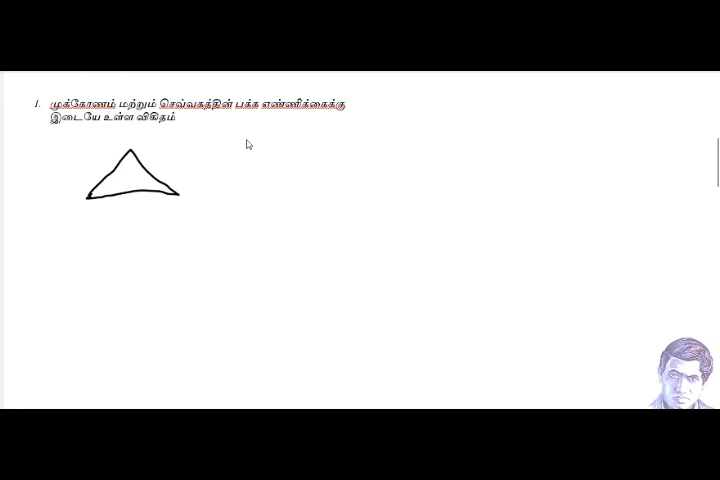 1. முக்கோணம் மற்றும் செவ்வகத்தின் பக்க எண்ணிக்கைக்கு
இடையே உள்ள விகிதம்